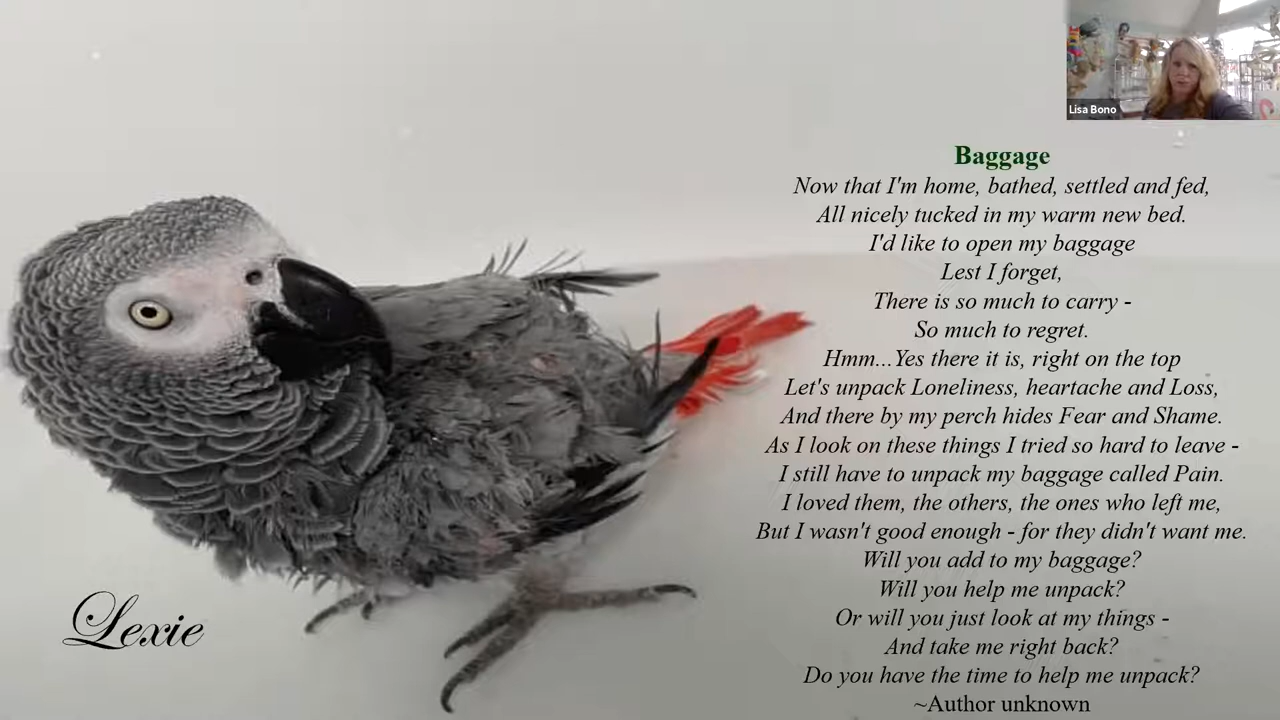 Lisa Bono
Baggage
Now that I'm home, bathed, settled and fed,
All nicely tucked in my warm new bed.
I'd like to open my baggage
Lest I forget,
There is so much to carry -
So much to regret.
Hmm...Yes there it is, right on the top
Let's unpack Loneliness, heartache and Loss,
And there by my perch hides Fear and Shame.
As I look on these things I tried so hard to leave -
I still have to unpack my baggage called Pain.
I loved them, the others, the ones who left me,
But I wasn't good enough - for they didn't want me.
Will you add to my baggage?
Will you help me unpack?
Or will you just look at my things -
And take me right back?
Do you have the time to help me unpack?
~Author unknown
Lexie